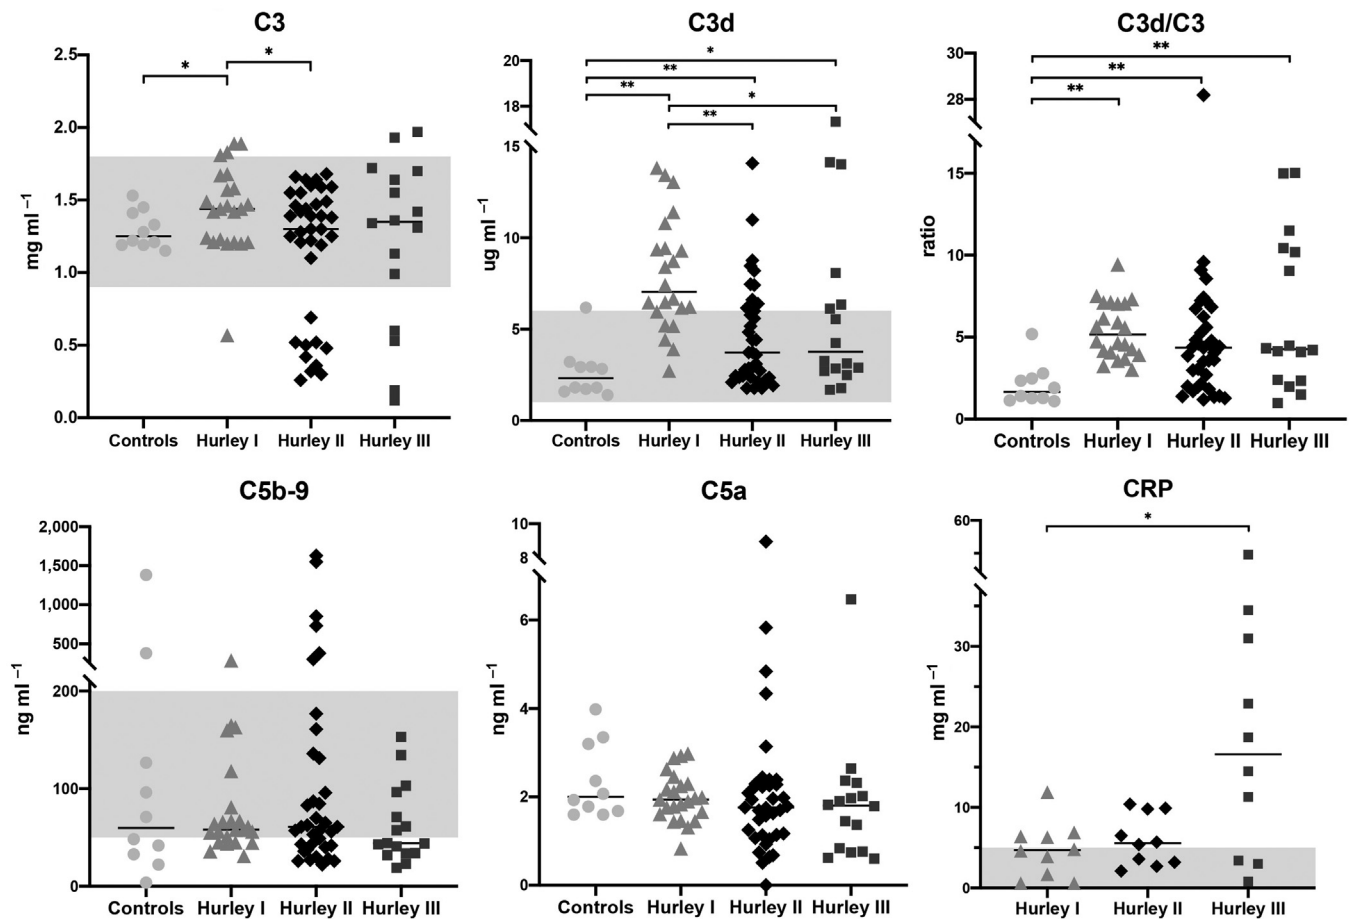 C3
2.5
2.0
1.5
1.0
0.5
0.0
mg ml −1
*
*
Controls
Hurley I
Hurley II
Hurley III
C3d
20
18
15
10
5
0
ug ml −1
*
**
**
*
**
Controls
Hurley I
Hurley II
Hurley III
C3d/C3
30
28
15
10
5
0
ratio
**
**
**
Controls
Hurley I
Hurley II
Hurley III
C5b-9
2,000
1,500
1,000
500
200
100
0
ng ml −1
Controls
Hurley I
Hurley II
Hurley III
C5a
10
8
6
4
2
0
ng ml −1
Controls
Hurley I
Hurley II
Hurley III
CRP
60
30
20
10
0
mg ml −1
*
Hurley I
Hurley II
Hurley III